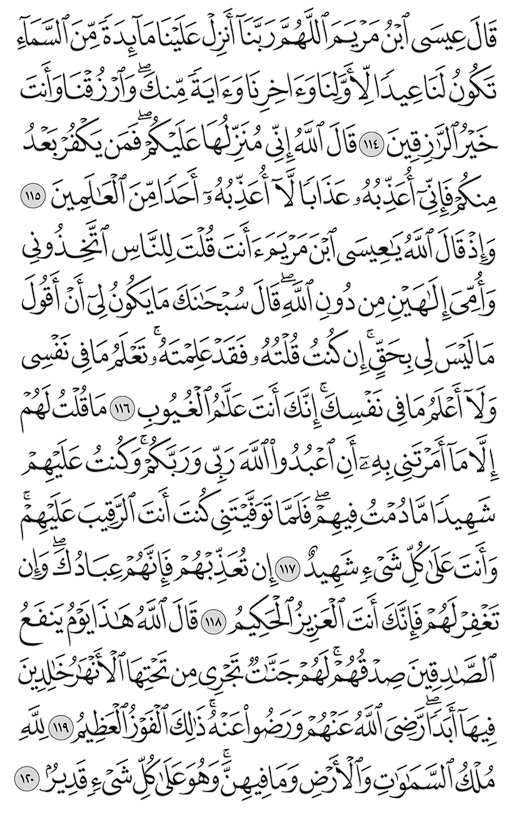 قَالَ عِيسَى ٱبْنُ مَرْيَمَ ٱللَّهُمَّ رَبَّنَآ أَنزِلْ عَلَيْنَا مَآئِدَةً مِّنَ ٱلسَّمَآءِ
تَكُونُ لَنَا عِيدًا لِّأَوَّلِنَا وَءَاخِرِنَا وَءَايَةً مِّنكَۖ وَٱرْزُقْنَا وَأَنتَ
خَيْرُ ٱلرَّٰزِقِينَ ١١٤ قَالَ ٱللَّهُ إِنِّي مُنَزِّلُهَا عَلَيْكُمْۖ فَمَن يَكْفُرْ بَعْدُ
مِنكُمْ فَإِنِّيٓ أُعَذِّبُهُۥ عَذَابًا لَّآ أُعَذِّبُهُۥٓ أَحَدًا مِّنَ ٱلْعَٰلَمِينَ ١١٥
وَإِذْ قَالَ ٱللَّهُ يَٰعِيسَى ٱبْنَ مَرْيَمَ ءَأَنتَ قُلْتَ لِلنَّاسِ ٱتَّخِذُونِي
وَأُمِّيَ إِلَٰهَيْنِ مِن دُونِ ٱللَّهِۖ قَالَ سُبْحَٰنَكَ مَا يَكُونُ لِيٓ أَنْ أَقُولَ
مَا لَيْسَ لِي بِحَقٍّۚ إِن كُنتُ قُلْتُهُۥ فَقَدْ عَلِمْتَهُۥۚ تَعْلَمُ مَا فِي نَفْسِي
وَلَآ أَعْلَمُ مَا فِي نَفْسِكَۚ إِنَّكَ أَنتَ عَلَّٰمُ ٱلْغُيُوبِ ١١٦ مَا قُلْتُ لَهُمْ
إِلَّا مَآ أَمَرْتَنِي بِهِۦٓ أَنِ ٱعْبُدُوا۟ ٱللَّهَ رَبِّي وَرَبَّكُمْۚ وَكُنتُ عَلَيْهِمْ
شَهِيدًا مَّا دُمْتُ فِيهِمْۖ فَلَمَّا تَوَفَّيْتَنِي كُنتَ أَنتَ ٱلرَّقِيبَ عَلَيْهِمْۚ
وَأَنتَ عَلَىٰ كُلِّ شَيْءٍ شَهِيدٌ ١١٧ إِن تُعَذِّبْهُمْ فَإِنَّهُمْ عِبَادُكَۖ وَإِن
تَغْفِرْ لَهُمْ فَإِنَّكَ أَنتَ ٱلْعَزِيزُ ٱلْحَكِيمُ ١١٨ قَالَ ٱللَّهُ هَٰذَا يَوْمُ يَنفَعُ
ٱلصَّٰدِقِينَ صِدْقُهُمْۚ لَهُمْ جَنَّٰتٌ تَجْرِي مِن تَحْتِهَا ٱلْأَنْهَٰرُ خَٰلِدِينَ
فِيهَآ أَبَدًاۖ رَّضِيَ ٱللَّهُ عَنْهُمْ وَرَضُوا۟ عَنْهُۚ ذَٰلِكَ ٱلْفَوْزُ ٱلْعَظِيمُ ١١٩ لِلَّهِ
مُلْكُ ٱلسَّمَٰوَٰتِ وَٱلْأَرْضِ وَمَا فِيهِنَّۚ وَهُوَ عَلَىٰ كُلِّ شَيْءٍ قَدِيرٌۢ ١٢٠